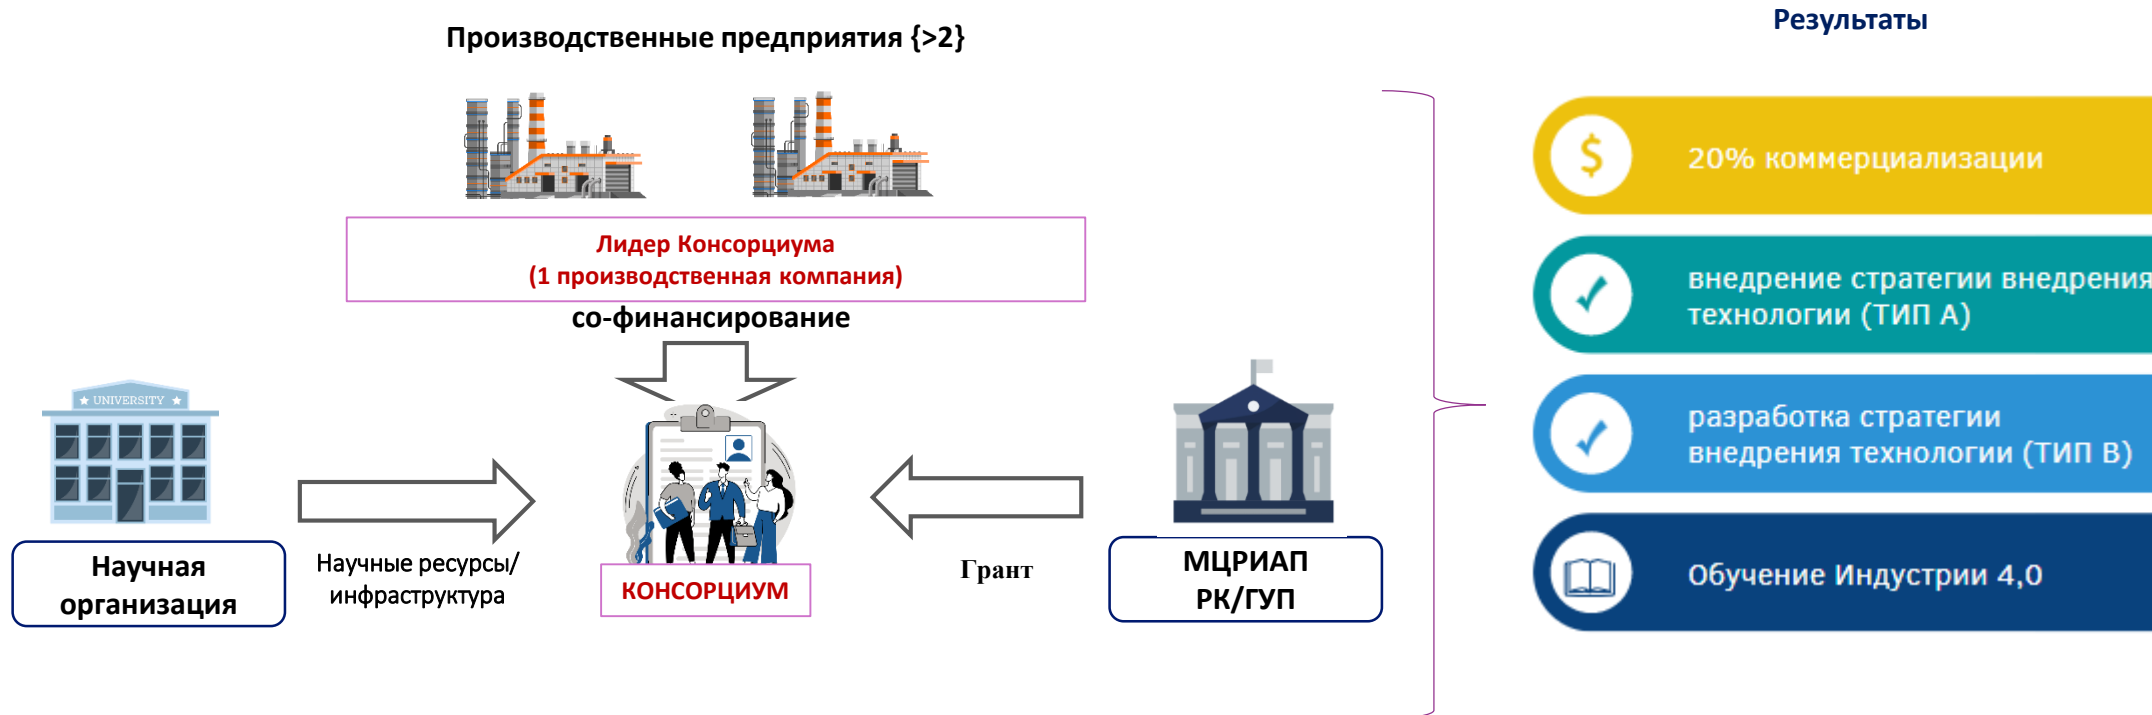 Производственные предприятия {>2}
Лидер Консорциума
(1 производственная компания)
со-финансирование
★ UNIVERSITY ★
Научная
организация
Научные ресурсы/
инфраструктура
КОНСОРЦИУМ
Грант
МЦРИАП
РК/ГУП
Результаты
$
20% коммерциализации
внедрение стратегии внедрения
технологии (ТИП А)
разработка стратегии
внедрения технологии (ТИП В)
Обучение Индустрии 4,0